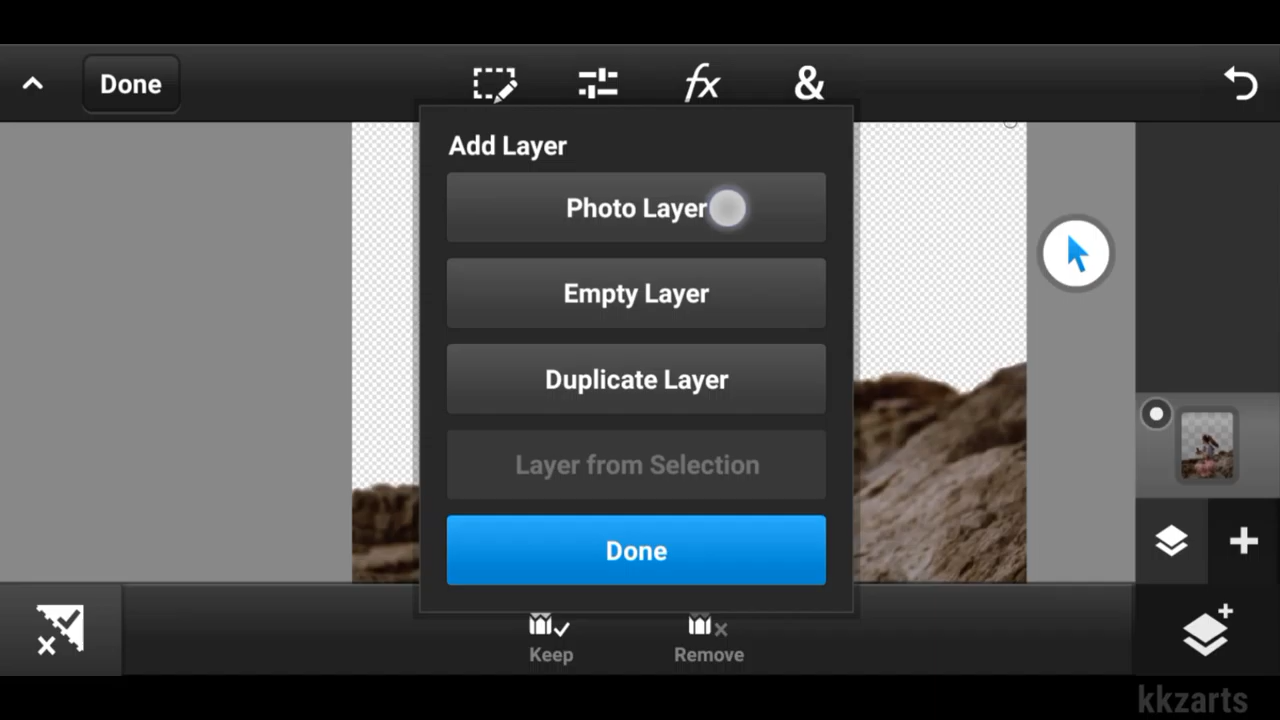 Done
fx
&
Add Layer
Photo Layer
Empty Layer
Duplicate Layer
Layer from Selection
Done
Keep
Remove
kkzarts